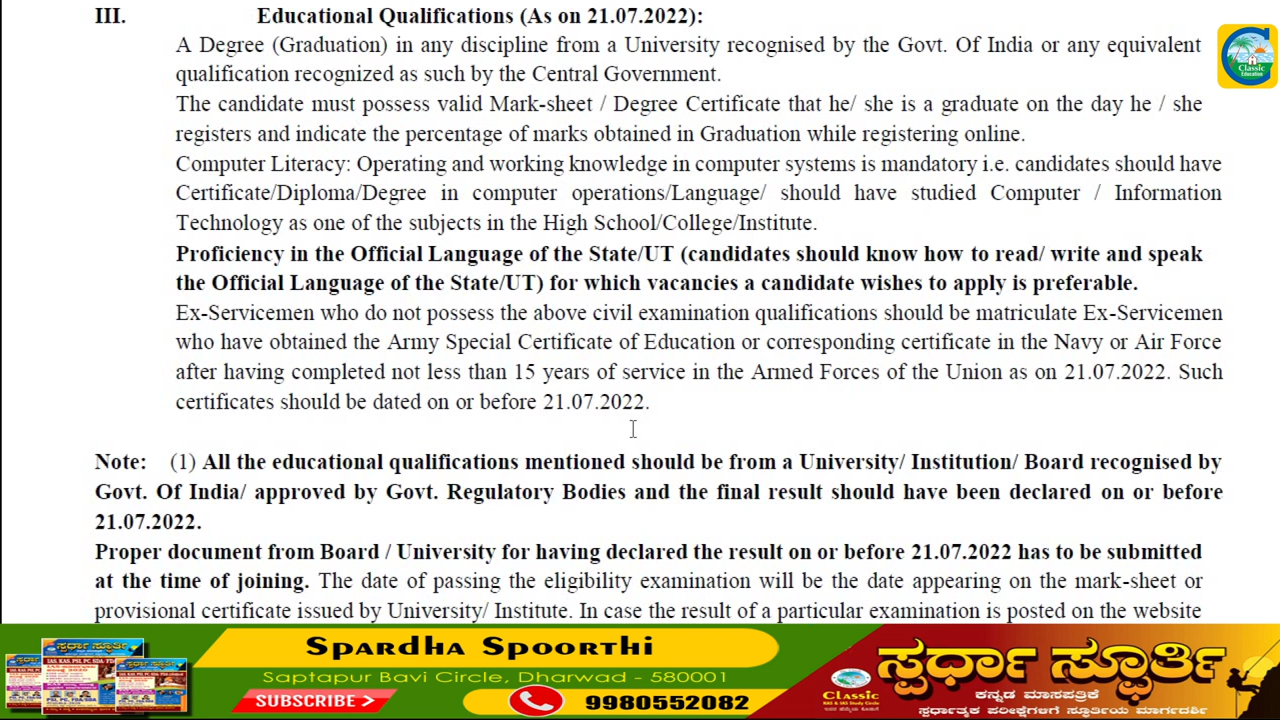 III. Educational Qualifications (As on 21.07.2022):
A Degree (Graduation) in any discipline from a University recognised by the Govt. Of India or any equivalent
qualification recognized as such by the Central Government.
The candidate must possess valid Mark-sheet / Degree Certificate that he/ she is a graduate on the day he / she
registers and indicate the percentage of marks obtained in Graduation while registering online.
Computer Literacy: Operating and working knowledge in computer systems is mandatory i.e. candidates should have
Certificate/Diploma/Degree in computer operations/Language/ should have studied Computer / Information
Technology as one of the subjects in the High School/College/Institute.
Proficiency in the Official Language of the State/UT (candidates should know how to read/ write and speak
the Official Language of the State/UT) for which vacancies a candidate wishes to apply is preferable.
Ex-Servicemen who do not possess the above civil examination qualifications should be matriculate Ex-Servicemen
who have obtained the Army Special Certificate of Education or corresponding certificate in the Navy or Air Force
after having completed not less than 15 years of service in the Armed Forces of the Union as on 21.07.2022. Such
certificates should be dated on or before 21.07.2022.
Note: (1) All the educational qualifications mentioned should be from a University/ Institution/ Board recognised by
Govt. Of India/ approved by Govt. Regulatory Bodies and the final result should have been declared on or before
21.07.2022.
Proper document from Board / University for having declared the result on or before 21.07.2022 has to be submitted
at the time of joining. The date of passing the eligibility examination will be the date appearing on the mark-sheet or
provisional certificate issued by University/ Institute. In case the result of a particular examination is posted on the website
Classic
Education
Spardha Spoorthi
Saptapur Bavi Circle, Dharwad - 580001
SUBSCRIBE >
9980552082
Classic
ಸ್ಪರ್ಧಾ ಸ್ಫೂರ್ತಿ
ಕನ್ನಡ ಮಾಸಪತ್ರಿಕೆ
ಸ್ಪರ್ಧಾತ್ಮಕ ಪರೀಕ್ಷೆಗಳಿಗೆ ಸ್ಫೂರ್ತಿಯ ಮಾರ್ಗದರ್ಶಿ